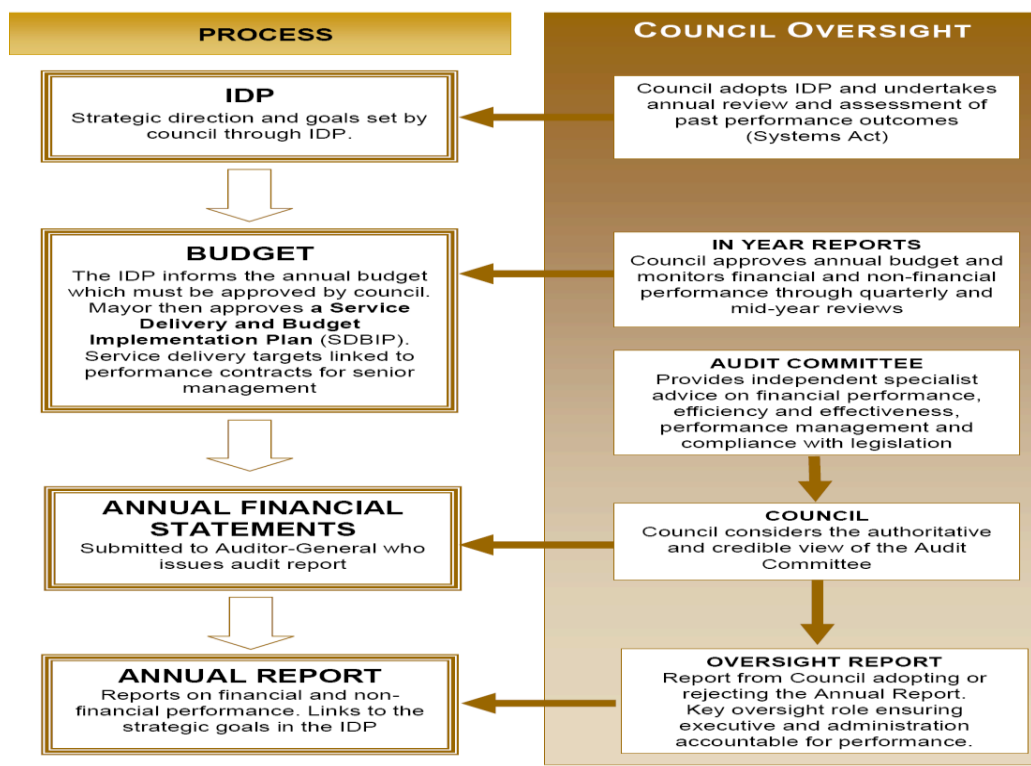 PROCESS
IDP
Strategic direction and goals set by
council through IDP.
BUDGET
The IDP informs the annual budget
which must be approved by council.
Mayor then approves a Service
Delivery and Budget
Implementation Plan (SDBIP).
Service delivery targets linked to
performance contracts for senior
management
ANNUAL FINANCIAL
STATEMENTS
Submitted to Auditor-General who
issues audit report
ANNUAL REPORT
Reports on financial and non-
financial performance. Links to the
strategic goals in the IDP
COUNCIL OVERSIGHT
Council adopts IDP and undertakes
annual review and assessment of
past performance outcomes
(Systems Act)
IN YEAR REPORTS
Council approves annual budget and
monitors financial and non-financial
performance through quarterly and
mid-year reviews
AUDIT COMMITTEE
Provides independent specialist
advice on financial performance,
efficiency and effectiveness,
performance management and
compliance with legislation
COUNCIL
Council considers the authoritative
and credible view of the Audit
Committee
OVERSIGHT REPORT
Report from Council adopting or
rejecting the Annual Report.
Key oversight role ensuring
executive and administration
accountable for performance.